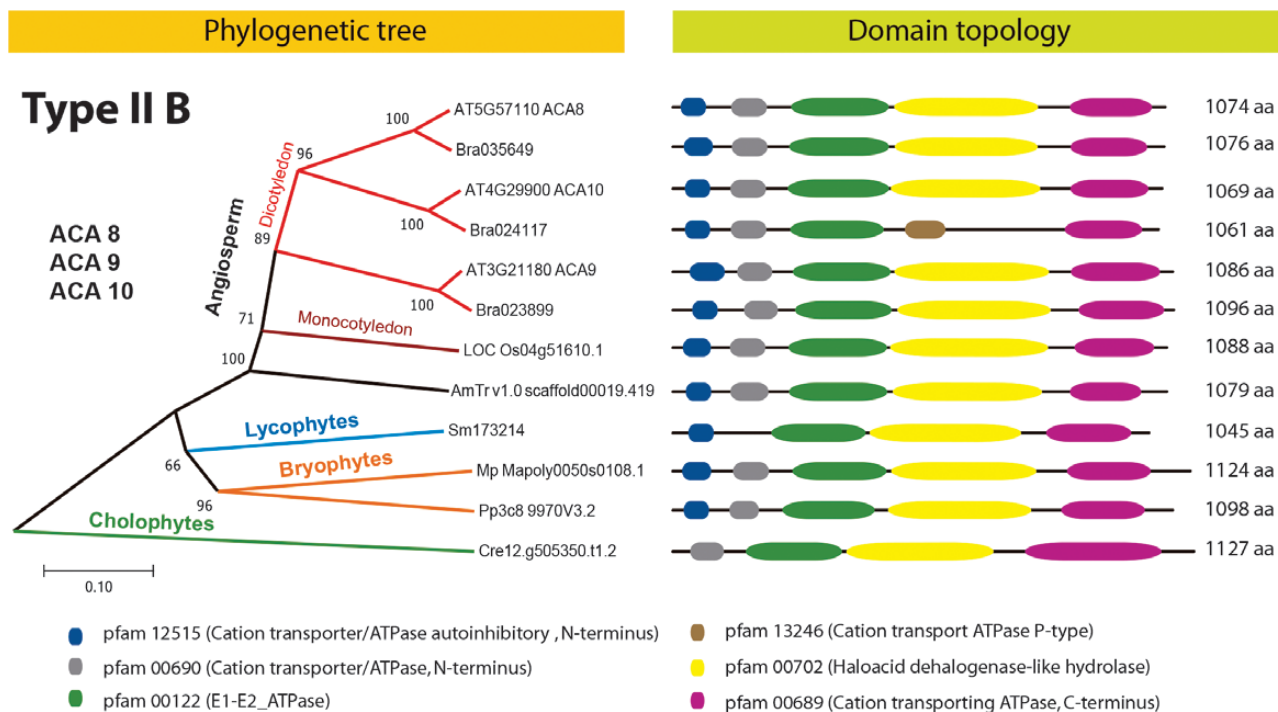 Phylogenetic tree
Domain topology
Type II B
ACA 8
ACA 9
ACA 10
Angiosperm
Dicotyledon
Monocotyledon
Lycophytes
Bryophytes
Cholophytes
100
96
100
89
100
71
100
66
96
0.10
AT5G57110 ACA8
1074 aa
Bra035649
1076 aa
AT4G29900 ACA10
1069 aa
Bra024117
1061 aa
AT3G21180 ACA9
1086 aa
Bra023899
1096 aa
LOC Os04g51610.1
1088 aa
AmTr v1.0 scaffold00019.419
1079 aa
Sm173214
1045 aa
Mp Mapoly0050s0108.1
1124 aa
Pp3c8 9970V3.2
1098 aa
Cre12.g505350.t1.2
1127 aa
pfam 12515 (Cation transporter/ATPase autoinhibitory , N-terminus)
pfam 00690 (Cation transporter/ATPase, N-terminus)
pfam 00122 (E1-E2_ATPase)
pfam 13246 (Cation transport ATPase P-type)
pfam 00702 (Haloacid dehalogenase-like hydrolase)
pfam 00689 (Cation transporting ATPase, C-terminus)